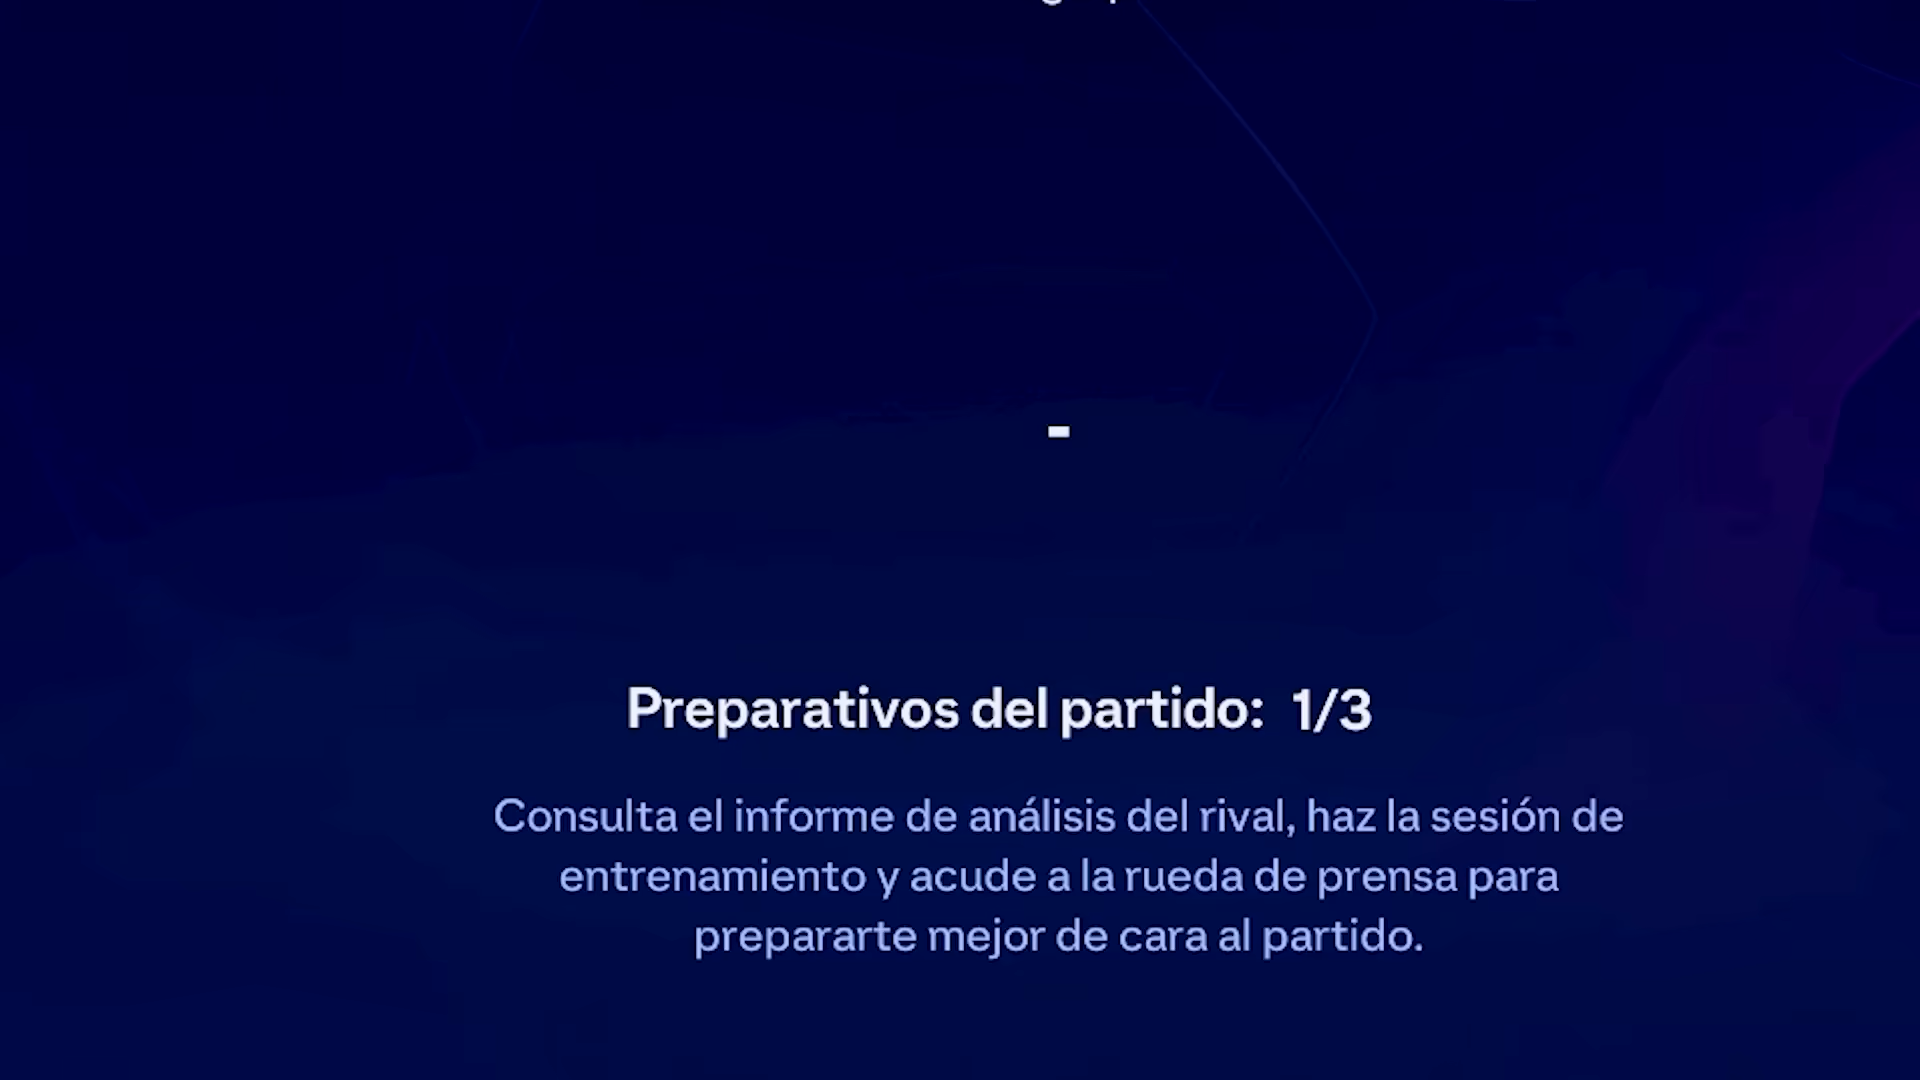 -
Preparativos del partido: 1/3
Consulta el informe de análisis del rival, haz la sesión de
entrenamiento y acude a la rueda de prensa para
prepararte mejor de cara al partido.